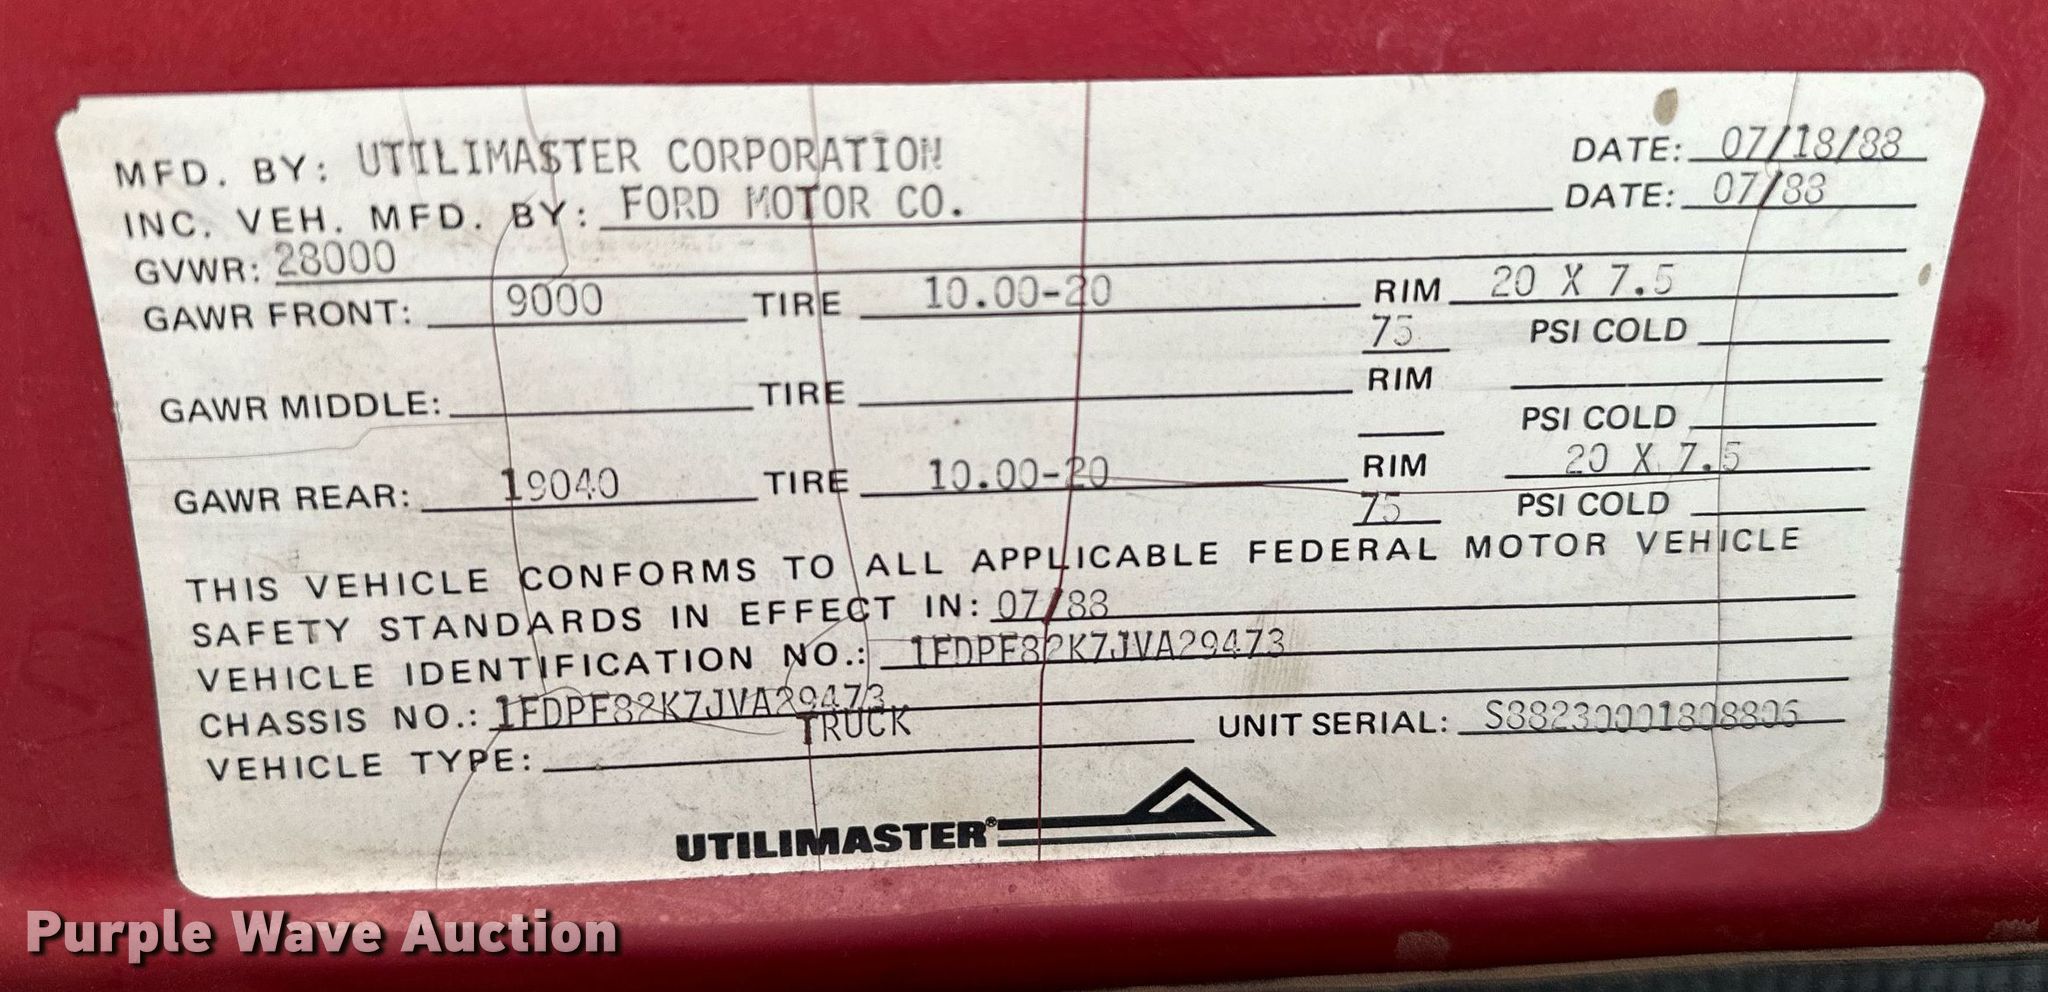 MFD. BY: UTILIMASTER CORPORATION DATE: 07/18/88
INC. VEH. MFD. BY: FORD MOTOR CO. DATE: 07/88
GVWR: 28000
GAWR FRONT: 9000 TIRE 10.00-20 RIM 20 X 7.5
75 PSI COLD
GAWR MIDDLE: TIRE RIM
PSI COLD
GAWR REAR: 19040 TIRE 10.00-20 RIM 20 X 7.5
75 PSI COLD
THIS VEHICLE CONFORMS TO ALL APPLICABLE FEDERAL MOTOR VEHICLE
SAFETY STANDARDS IN EFFECT IN: 07/88
VEHICLE IDENTIFICATION NO.: 1FDPF82K7JVA29473
CHASSIS NO.: 1FDPF82K7JVA29473
VEHICLE TYPE: TRUCK UNIT SERIAL: S88230001808806
UTILIMASTER®
Purple Wave Auction